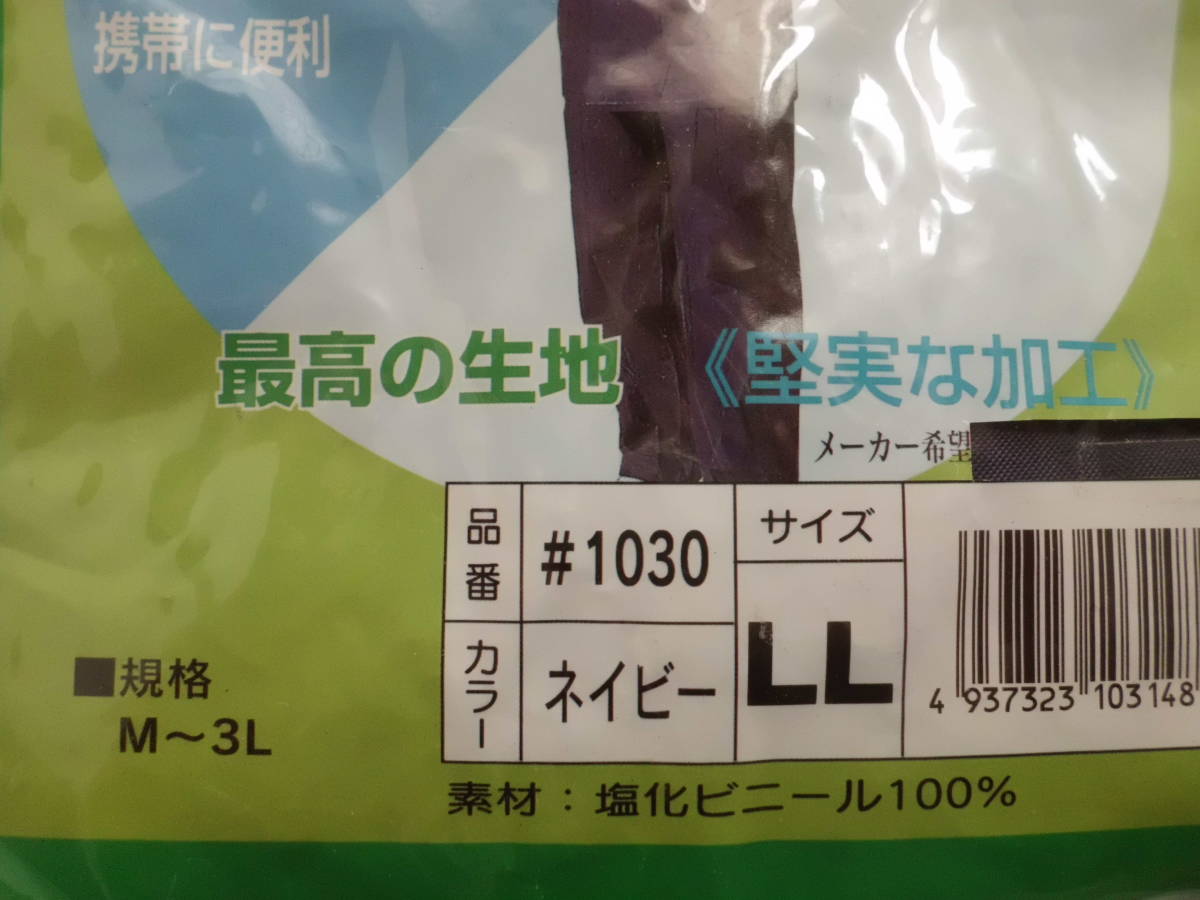 携帯に便利
最高の生地 《堅実な加工》
メーカー希望
品番 #1030 サイズ
カラー ネイビー LL
4 937323 103148
■規格
M〜3L
素材：塩化ビニール100%